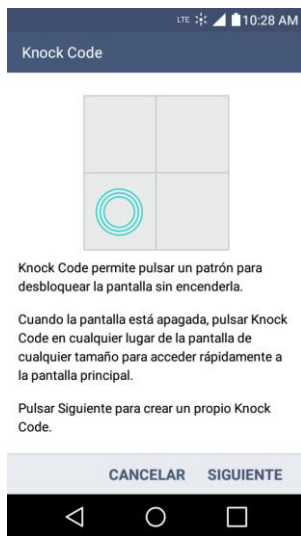 LTE 10:28 AM
Knock Code
Knock Code permite pulsar un patrón para
desbloquear la pantalla sin encenderla.
Cuando la pantalla está apagada, pulsar Knock
Code en cualquier lugar de la pantalla de
cualquier tamaño para acceder rápidamente a
la pantalla principal.
Pulsar Siguiente para crear un propio Knock
Code.
CANCELAR SIGUIENTE